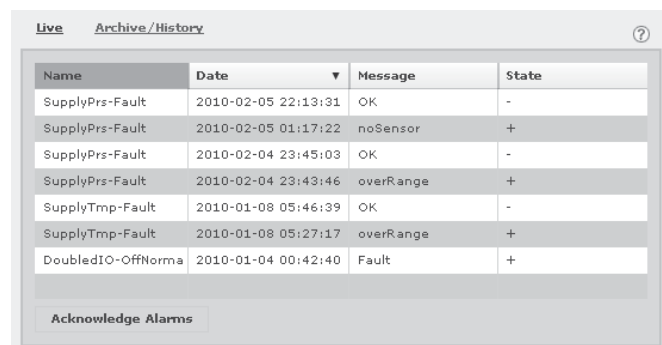 Live Archive/History ?
Name Date ▼ Message State
SupplyPrs-Fault 2010-02-05 22:13:31 OK -
SupplyPrs-Fault 2010-02-05 01:17:22 noSensor +
SupplyPrs-Fault 2010-02-04 23:45:03 OK -
SupplyPrs-Fault 2010-02-04 23:43:46 overRange +
SupplyTmp-Fault 2010-01-08 05:46:39 OK -
SupplyTmp-Fault 2010-01-08 05:27:17 overRange +
DoubledIO-OffNorma 2010-01-04 00:42:40 Fault +
Acknowledge Alarms